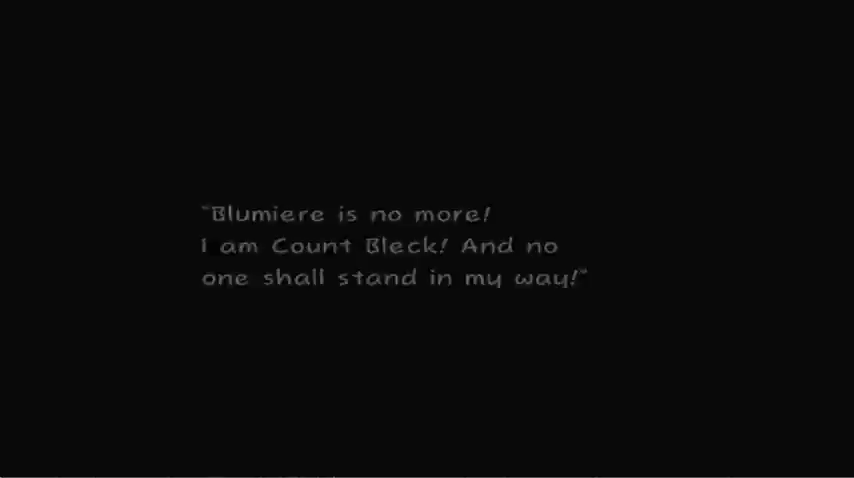 "Blumiere is no more!
I am Count Bleck! And no
one shall stand in my way!"